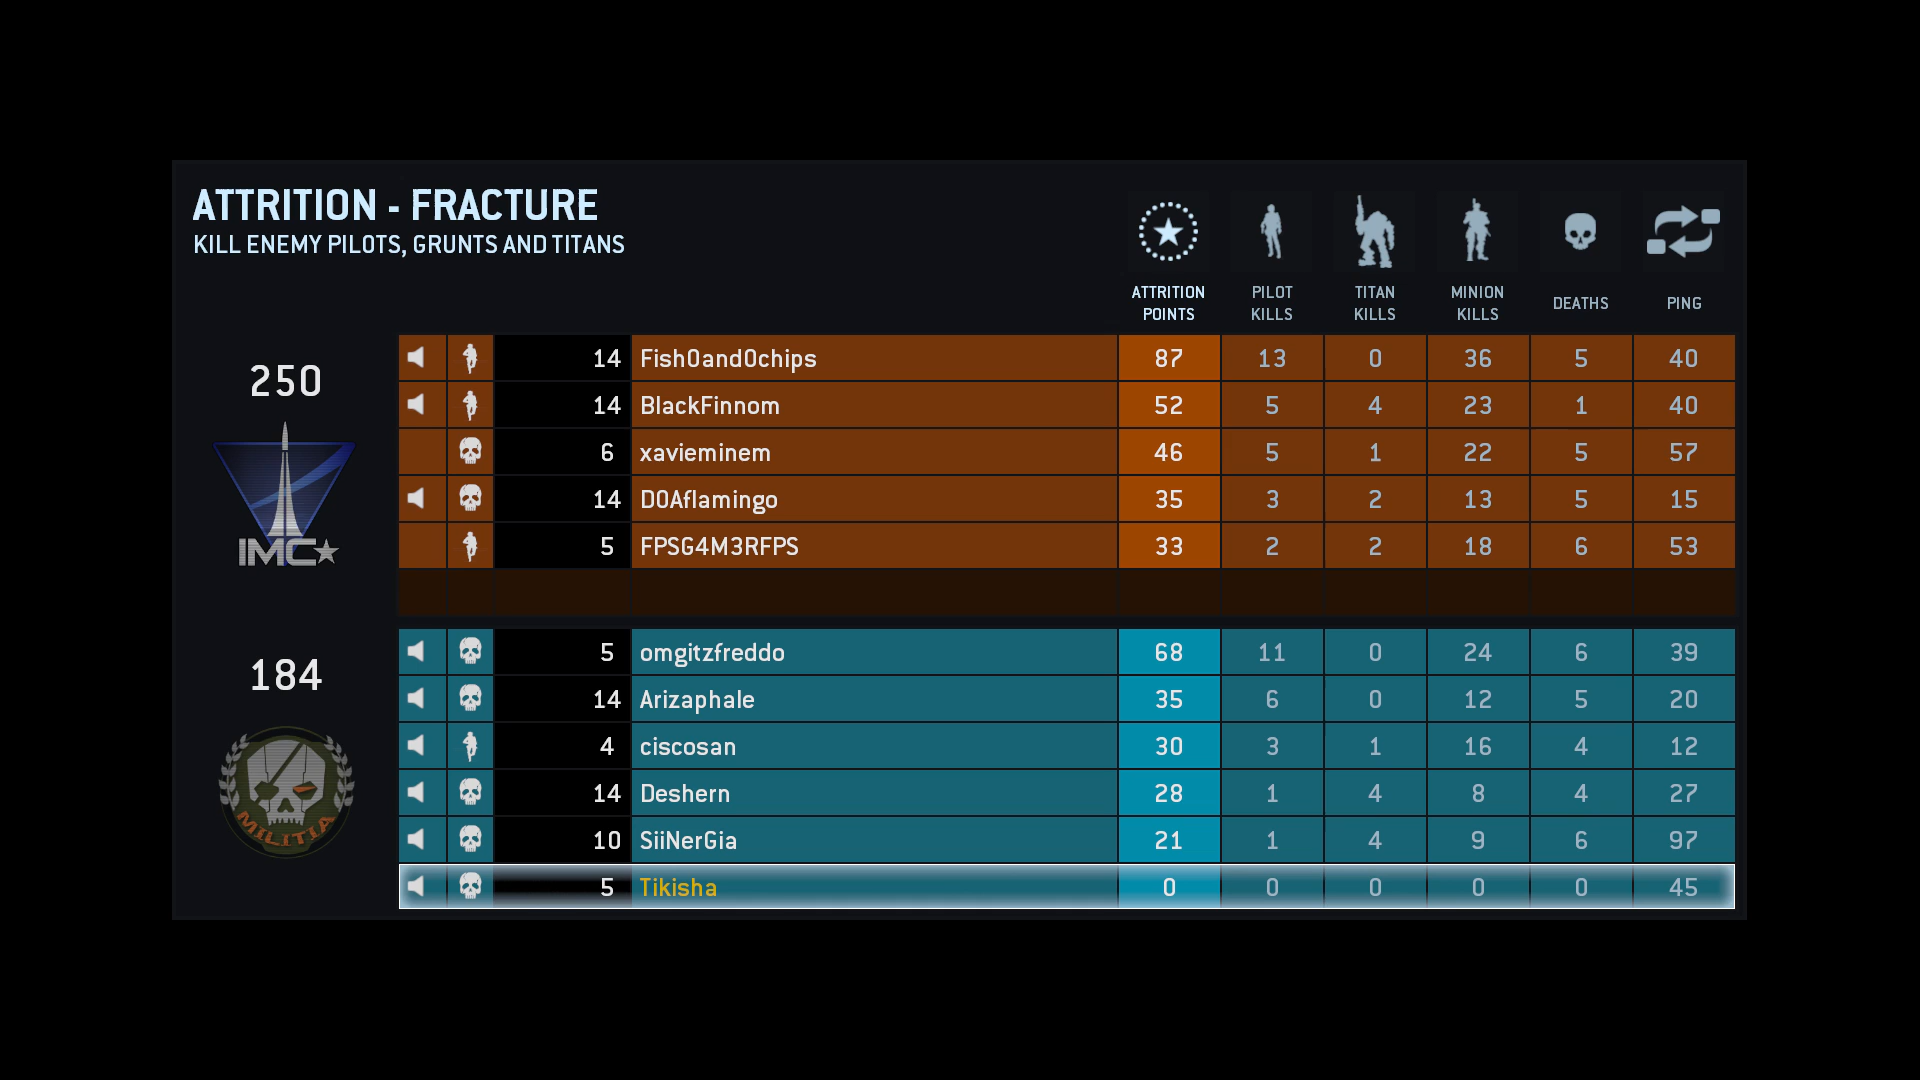 ATTRITION - FRACTURE
KILL ENEMY PILOTS, GRUNTS AND TITANS
ATTRITION POINTS PILOT KILLS TITAN KILLS MINION KILLS DEATHS PING
250
IMC
14 Fish0and0chips 87 13 0 36 5 40
14 BlackFinnom 52 5 4 23 1 40
6 xavieminem 46 5 1 22 5 57
14 D0Aflamingo 35 3 2 13 5 15
5 FPSG4M3RFPS 33 2 2 18 6 53
184
MILITIA
5 omgitzfreddo 68 11 0 24 6 39
14 Arizaphale 35 6 0 12 5 20
4 ciscosan 30 3 1 16 4 12
14 Deshern 28 1 4 8 4 27
10 SiiNerGia 21 1 4 9 6 97
5 Tikisha 0 0 0 0 0 45